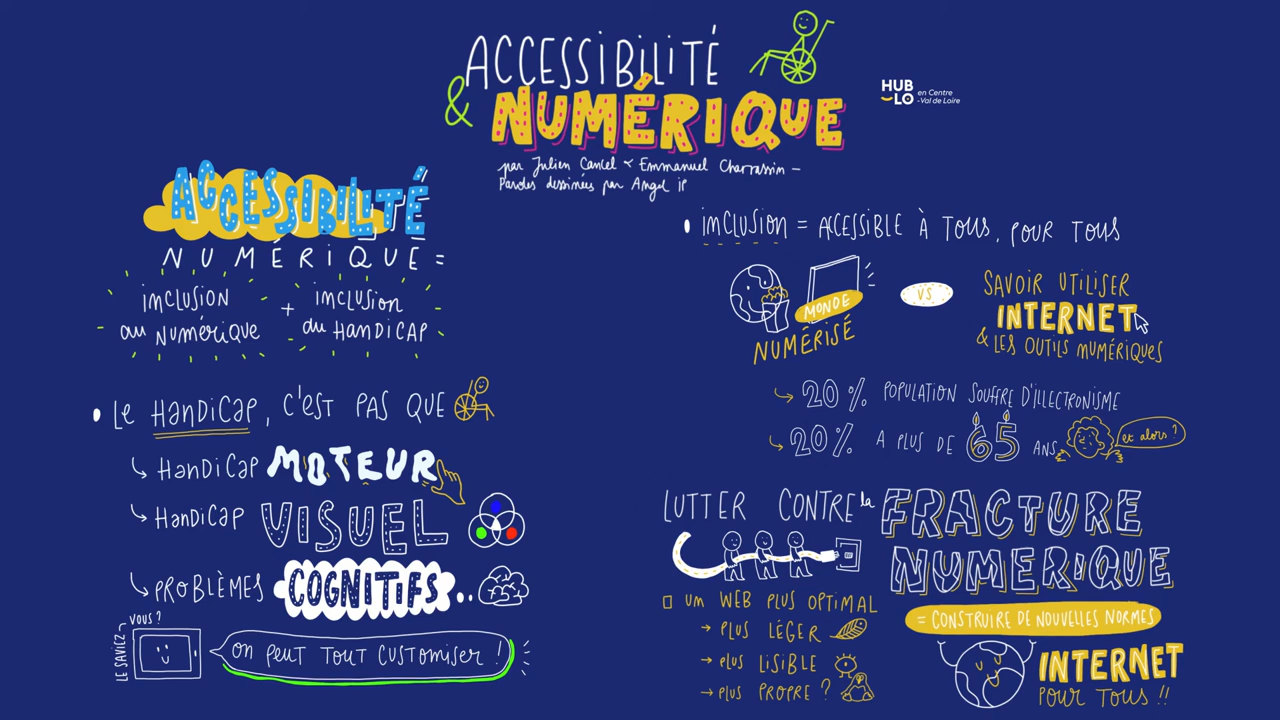 ACCESSIBILITÉ
& NUMÉRIQUE
par Julien Cancel & Emmanuel Charrassin –
Paroles dessinées par Angel iP
HUB-LO
en Centre
-Val de Loire
ACCESSIBILITÉ
NUMÉRIQUE =
inclusion au numérique + inclusion du HANDICAP
• Le HANDICAP, C'EST PAS QUE
HANDICAP MOTEUR
HANDICAP VISUEL
PROBLÈMES COGNITIFS..
LE SAVIEZ-VOUS ?
ON PEUT TOUT CUSTOMISER !
• inclusion = ACCESSIBLE À TOUS, POUR TOUS
MONDE
NUMÉRISÉ
VS
SAVOIR UTILISER
INTERNET
& LES OUTILS NUMÉRIQUES
20 % POPULATION SOUFFRE D'ILLECTRONISME
20 % A PLUS DE 65 ANS
et alors ?
LUTTER CONTRE la FRACTURE
NUMERIQUE
UN WEB PLUS OPTIMAL
→ PLUS LÉGER
→ PLUS LISIBLE
→ PLUS PROPRE ?
= CONSTRUIRE DE NOUVELLES NORMES
INTERNET
POUR TOUS !!